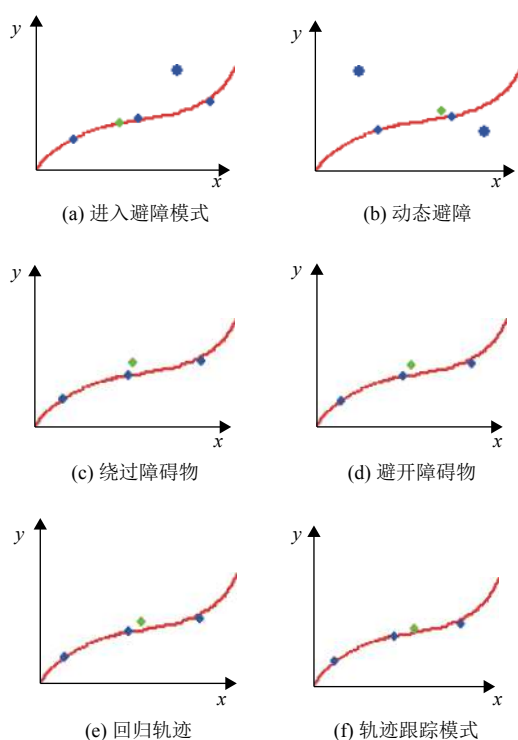 y
y
x
x
(a) 进入避障模式
(b) 动态避障
y
y
x
x
(c) 绕过障碍物
(d) 避开障碍物
y
y
x
x
(e) 回归轨迹
(f) 轨迹跟踪模式